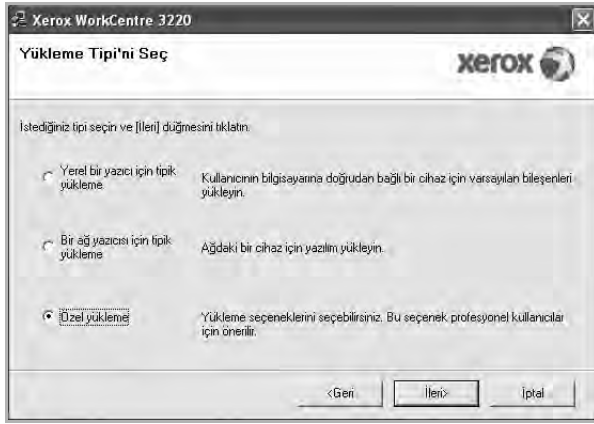 Xerox WorkCentre 3220
Yükleme Tipi'ni Seç
xerox
İstediğiniz tipi seçin ve [İleri] düğmesini tıklatın.
Yerel bir yazıcı için tipik
yükleme
Kullanıcının bilgisayarına doğrudan bağlı bir cihaz için varsayılan bileşenleri
yükleyin.
Bir ağ yazıcısı için tipik
yükleme
Ağdaki bir cihaz için yazılım yükleyin.
Özel yükleme
Yükleme seçeneklerini seçebilirsiniz. Bu seçenek profesyonel kullanıcılar
için önerilir.
<Geri
İleri>
İptal